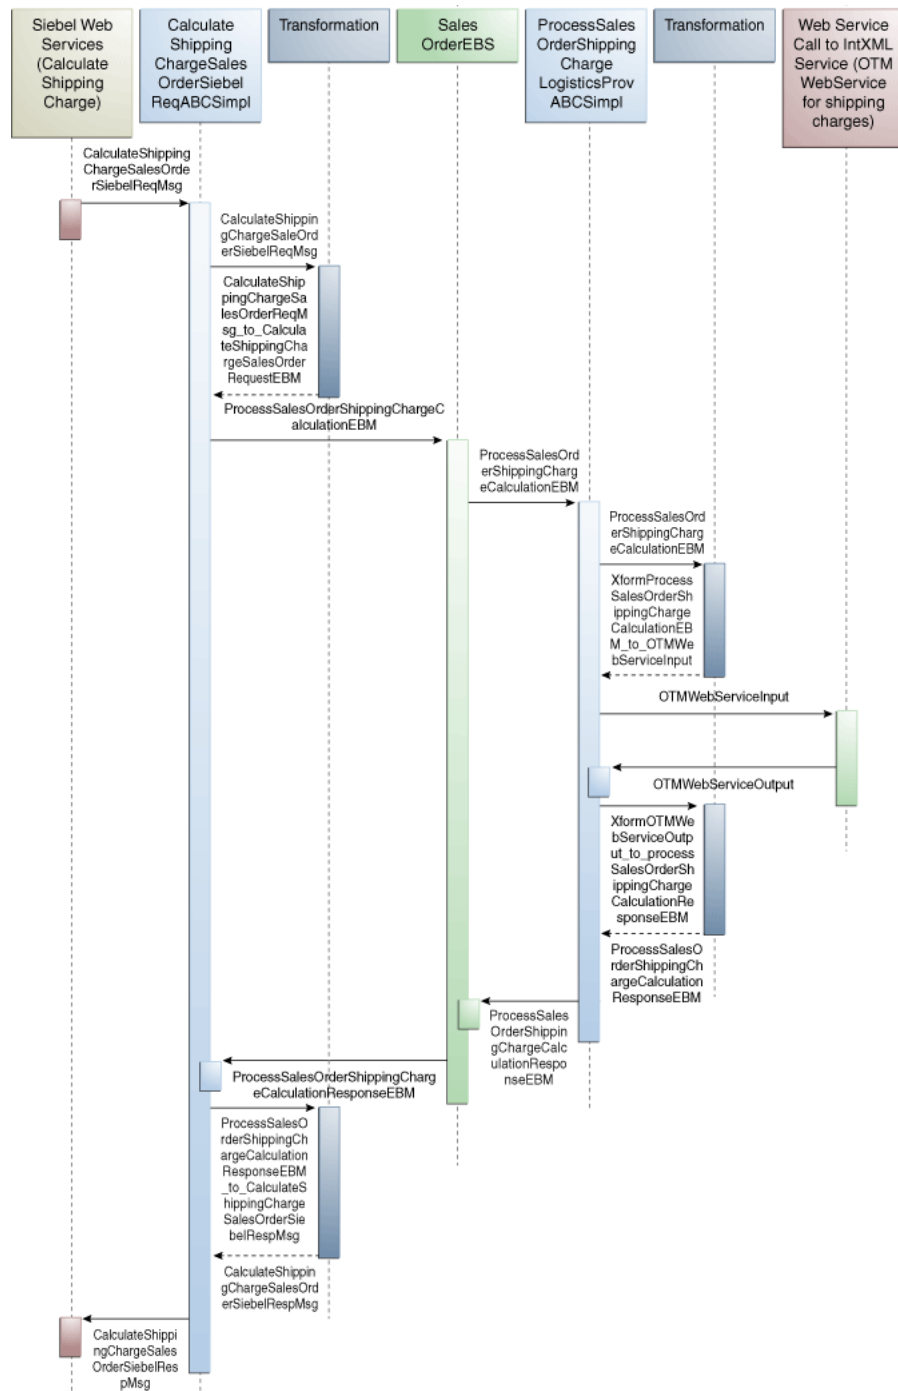 Siebel Web
Services
(Calculate
Shipping
Charge)
Calculate
Shipping
ChargeSales
OrderSiebel
ReqABCSimpl
Transformation
Sales
OrderEBS
ProcessSales
OrderShipping
Charge
LogisticsProv
ABCSimpl
Transformation
Web Service
Call to IntXML
Service (OTM
WebService
for shipping
charges)
CalculateShipping
ChargeSalesOrde
rSiebelReqMsg
CalculateShippin
gChargeSaleOrd
erSiebelReqMsg
CalculateShip
pingChargeSa
lesOrderReqM
sg_to_Calcula
teShippingCha
rgeSalesOrder
RequestEBM
ProcessSalesOrderShippingChargeC
alculationEBM
ProcessSalesOrd
erShippingCharg
eCalculationEBM
ProcessSalesOrd
erShippingCharg
eCalculationEBM
XformProcess
SalesOrderSh
ippingCharge
CalculationEB
M_to_OTMWe
bServiceInput
OTMWebServiceInput
OTMWebServiceOutput
XformOTMWe
bServiceOutp
ut_to_process
SalesOrderSh
ippingCharge
CalculationRe
sponseEBM
ProcessSalesO
rderShippingCh
argeCalculation
ResponseEBM
ProcessSales
OrderShippin
gChargeCalc
ulationRespo
nseEBM
ProcessSalesOrderShippingCharg
eCalculationResponseEBM
ProcessSalesO
rderShippingCh
argeCalculation
ResponseEBM
_to_CalculateS
hippingCharge
SalesOrderSie
belRespMsg
CalculateShippin
gChargeSalesOrd
erSiebelRespMsg
CalculateShippi
ngChargeSales
OrderSiebelRes
pMsg